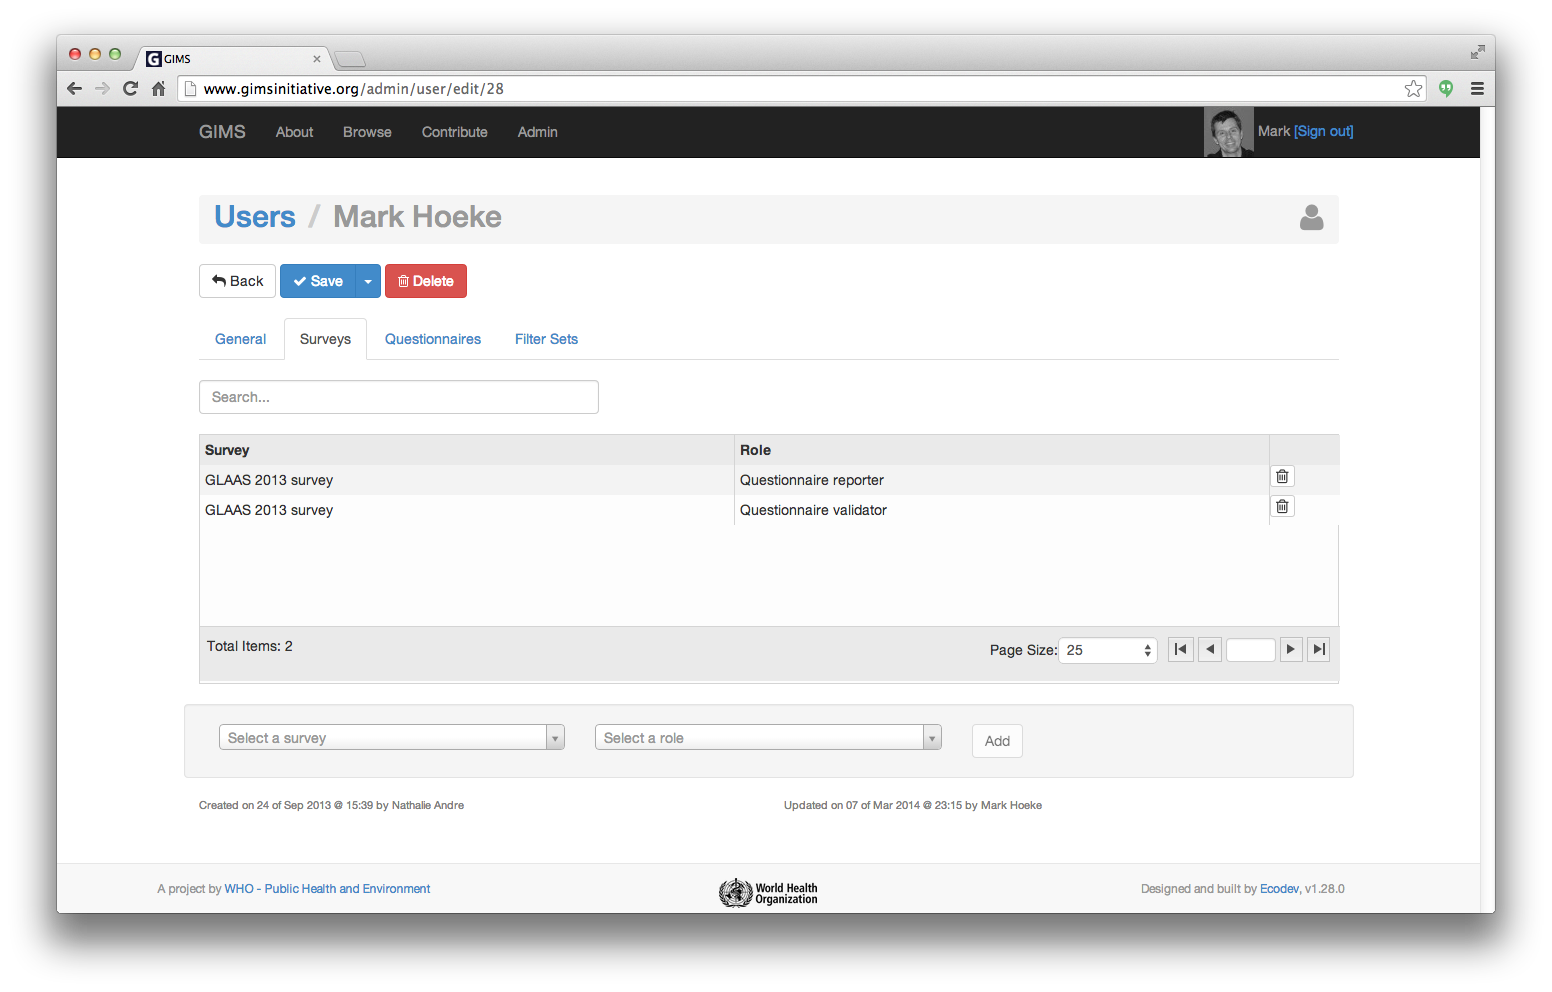 GIMS
www.gimsinitiative.org/admin/user/edit/28
GIMS About Browse Contribute Admin Mark [Sign out]
Users / Mark Hoeke
Back Save Delete
General Surveys Questionnaires Filter Sets
Search...
Survey Role
GLAAS 2013 survey Questionnaire reporter
GLAAS 2013 survey Questionnaire validator
Total Items: 2 Page Size: 25
Select a survey Select a role Add
Created on 24 of Sep 2013 @ 15:39 by Nathalie Andre Updated on 07 of Mar 2014 @ 23:15 by Mark Hoeke
A project by WHO - Public Health and Environment World Health Designed and built by Ecodev, v1.28.0
Organization